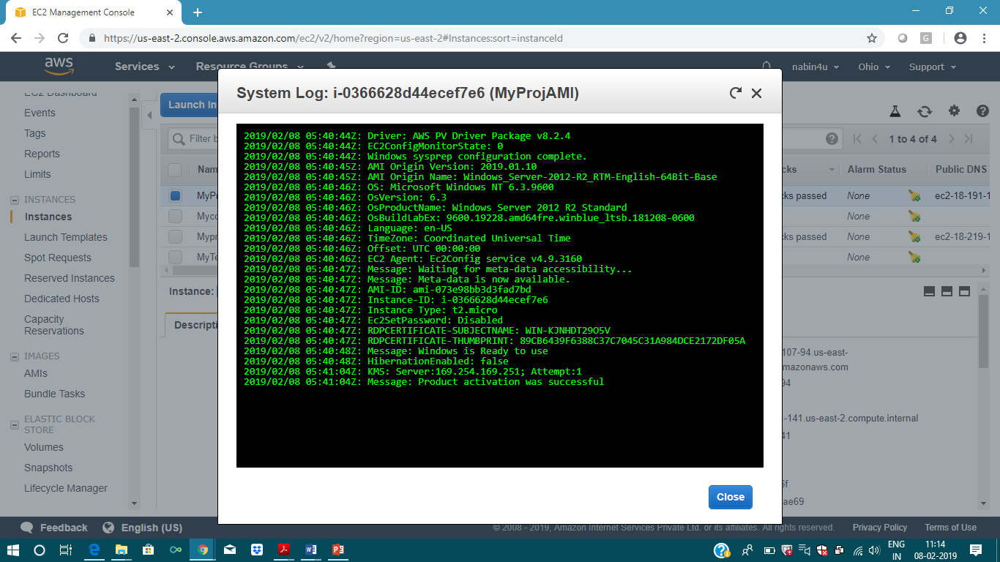 EC2 Management Console
https://us-east-2.console.aws.amazon.com/ec2/v2/home?region=us-east-2#Instances:sort=instanceId
G
aws
Services
Resource Groups
nabin4u
Ohio
Support
EC2 Dashboard
Events
Tags
Reports
Limits
INSTANCES
Instances
Launch Templates
Spot Requests
Reserved Instances
Dedicated Hosts
Capacity
Reservations
IMAGES
AMIs
Bundle Tasks
ELASTIC BLOCK
STORE
Volumes
Snapshots
Lifecycle Manager
Launch In
Filter b
1 to 4 of 4
Nam
cks
Alarm Status
Public DNS
MyPr
cks passed
None
ec2-18-191-1
Myco
None
Mypr
cks passed
None
ec2-18-219-1
MyTe
None
Instance:
Descripti
107-94.us-east-
mazonaws.com
94
-141.us-east-2.compute.internal
41
6f
ae69
System Log: i-0366628d44ecef7e6 (MyProjAMI)
2019/02/08 05:40:44Z: Driver: AWS PV Driver Package v8.2.4
2019/02/08 05:40:44Z: EC2ConfigMonitorState: 0
2019/02/08 05:40:44Z: Windows sysprep configuration complete.
2019/02/08 05:40:45Z: AMI Origin Version: 2019.01.10
2019/02/08 05:40:45Z: AMI Origin Name: Windows_Server-2012-R2_RTM-English-64Bit-Base
2019/02/08 05:40:46Z: OS: Microsoft Windows NT 6.3.9600
2019/02/08 05:40:46Z: OsVersion: 6.3
2019/02/08 05:40:46Z: OsProductName: Windows Server 2012 R2 Standard
2019/02/08 05:40:46Z: OsBuildLabEx: 9600.19228.amd64fre.winblue_ltsb.181208-0600
2019/02/08 05:40:46Z: Language: en-US
2019/02/08 05:40:46Z: TimeZone: Coordinated Universal Time
2019/02/08 05:40:46Z: Offset: UTC 00:00:00
2019/02/08 05:40:46Z: EC2 Agent: Ec2Config service v4.9.3160
2019/02/08 05:40:47Z: Message: Waiting for meta-data accessibility...
2019/02/08 05:40:47Z: Message: Meta-data is now available.
2019/02/08 05:40:47Z: AMI-ID: ami-073e98bb3d3fad7bd
2019/02/08 05:40:47Z: Instance-ID: i-0366628d44ecef7e6
2019/02/08 05:40:47Z: Instance Type: t2.micro
2019/02/08 05:40:47Z: Ec2SetPassword: Disabled
2019/02/08 05:40:47Z: RDPCERTIFICATE-SUBJECTNAME: WIN-KJNHDT29O5V
2019/02/08 05:40:47Z: RDPCERTIFICATE-THUMBPRINT: 89CB6439F6388C37C7045C31A984DCE2172DF05A
2019/02/08 05:40:48Z: Message: Windows is Ready to use
2019/02/08 05:40:48Z: HibernationEnabled: false
2019/02/08 05:41:04Z: KMS: Server:169.254.169.251; Attempt:1
2019/02/08 05:41:04Z: Message: Product activation was successful
Close
Feedback
English (US)
© 2008 - 2019, Amazon Internet Services Private Ltd. or its affiliates. All rights reserved.
Privacy Policy
Terms of Use
ENG
IN
11:14
08-02-2019